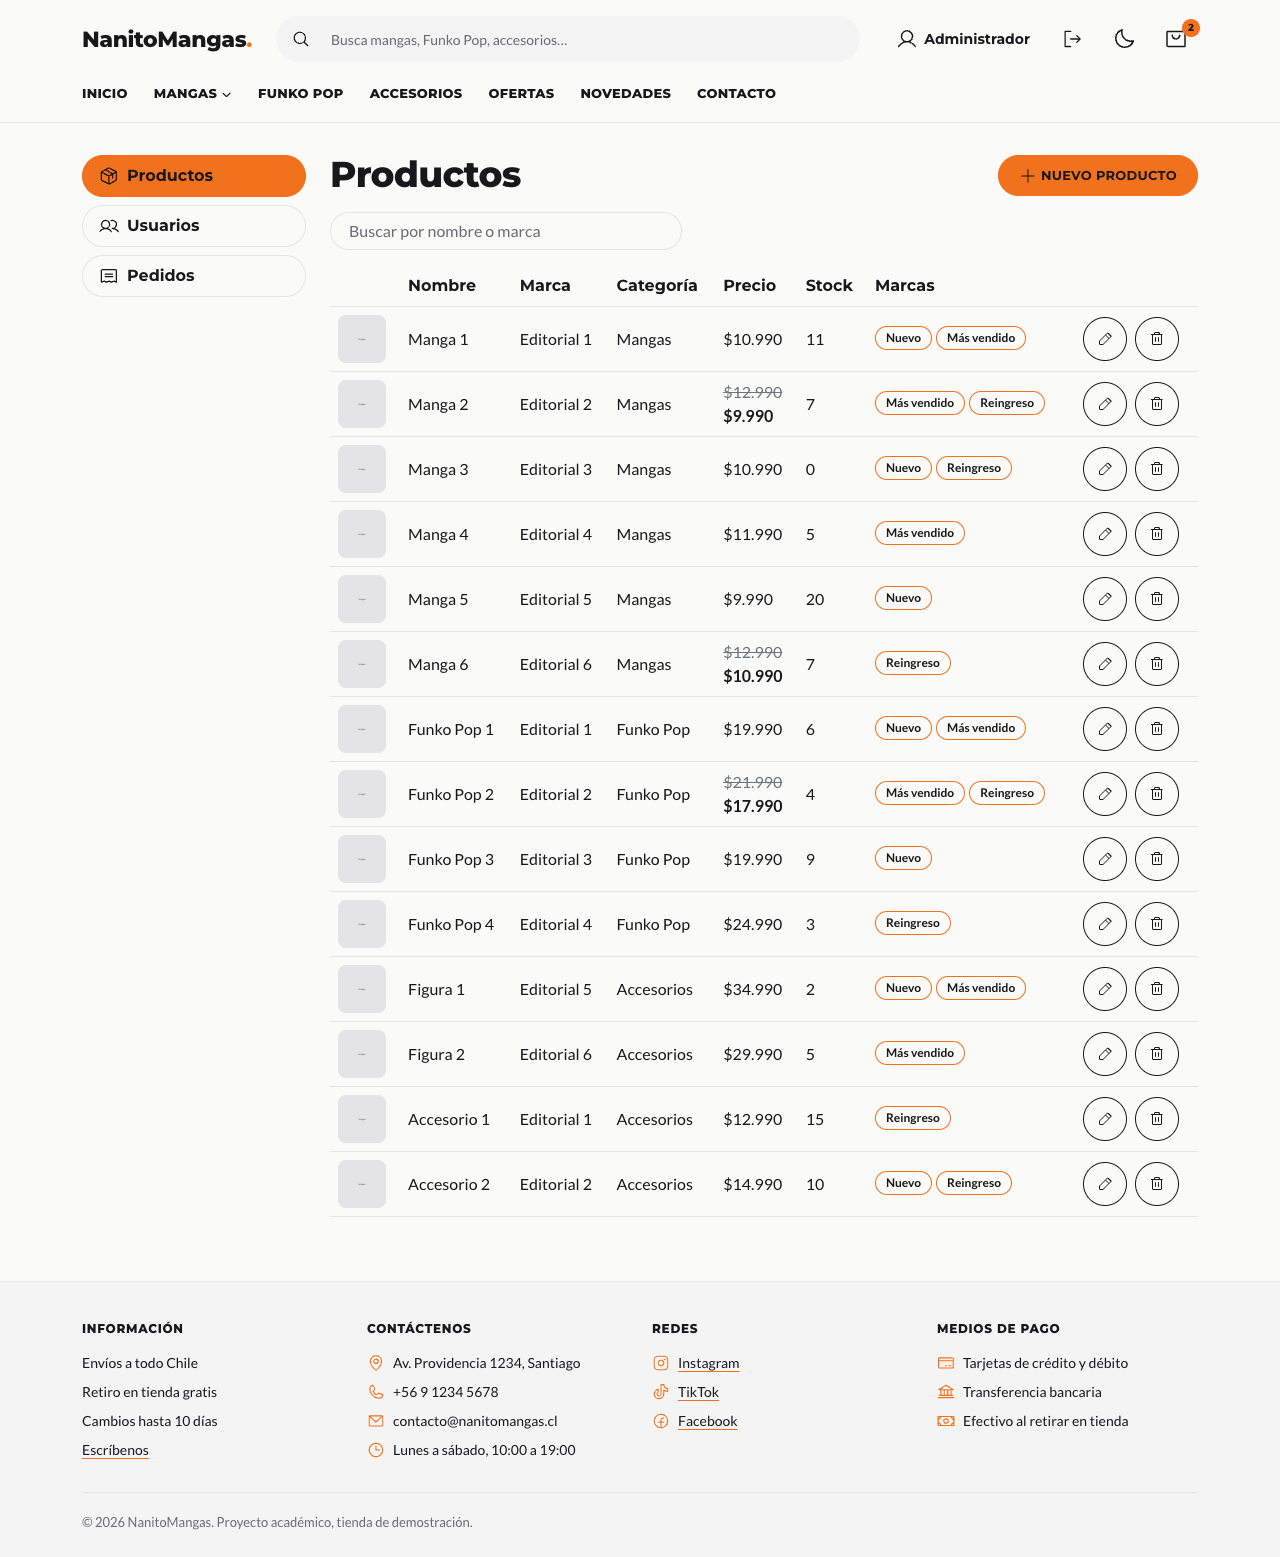 NanitoMangas.
Busca mangas, Funko Pop, accesorios...
Administrador
2
INICIO MANGAS FUNKO POP ACCESORIOS OFERTAS NOVEDADES CONTACTO
Productos
Usuarios
Pedidos
Productos
NUEVO PRODUCTO
Buscar por nombre o marca
Nombre Marca Categoría Precio Stock Marcas
Manga 1 Editorial 1 Mangas $10.990 11 Nuevo Más vendido
Manga 2 Editorial 2 Mangas $12.990 $9.990 7 Más vendido Reingreso
Manga 3 Editorial 3 Mangas $10.990 0 Nuevo Reingreso
Manga 4 Editorial 4 Mangas $11.990 5 Más vendido
Manga 5 Editorial 5 Mangas $9.990 20 Nuevo
Manga 6 Editorial 6 Mangas $12.990 $10.990 7 Reingreso
Funko Pop 1 Editorial 1 Funko Pop $19.990 6 Nuevo Más vendido
Funko Pop 2 Editorial 2 Funko Pop $21.990 $17.990 4 Más vendido Reingreso
Funko Pop 3 Editorial 3 Funko Pop $19.990 9 Nuevo
Funko Pop 4 Editorial 4 Funko Pop $24.990 3 Reingreso
Figura 1 Editorial 5 Accesorios $34.990 2 Nuevo Más vendido
Figura 2 Editorial 6 Accesorios $29.990 5 Más vendido
Accesorio 1 Editorial 1 Accesorios $12.990 15 Reingreso
Accesorio 2 Editorial 2 Accesorios $14.990 10 Nuevo Reingreso
INFORMACIÓN
Envíos a todo Chile
Retiro en tienda gratis
Cambios hasta 10 días
Escríbenos
CONTÁCTENOS
Av. Providencia 1234, Santiago
+56 9 1234 5678
contacto@nanitomangas.cl
Lunes a sábado, 10:00 a 19:00
REDES
Instagram
TikTok
Facebook
MEDIOS DE PAGO
Tarjetas de crédito y débito
Transferencia bancaria
Efectivo al retirar en tienda
© 2026 NanitoMangas. Proyecto académico, tienda de demostración.